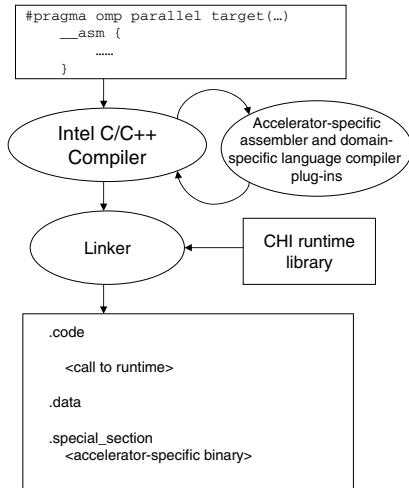 #pragma omp parallel target(…)
__asm {
……
}
Intel C/C++
Compiler
Accelerator-specific
assembler and domain-
specific language compiler
plug-ins
Linker
CHI runtime
library
.code
<call to runtime>
.data
.special_section
<accelerator-specific binary>